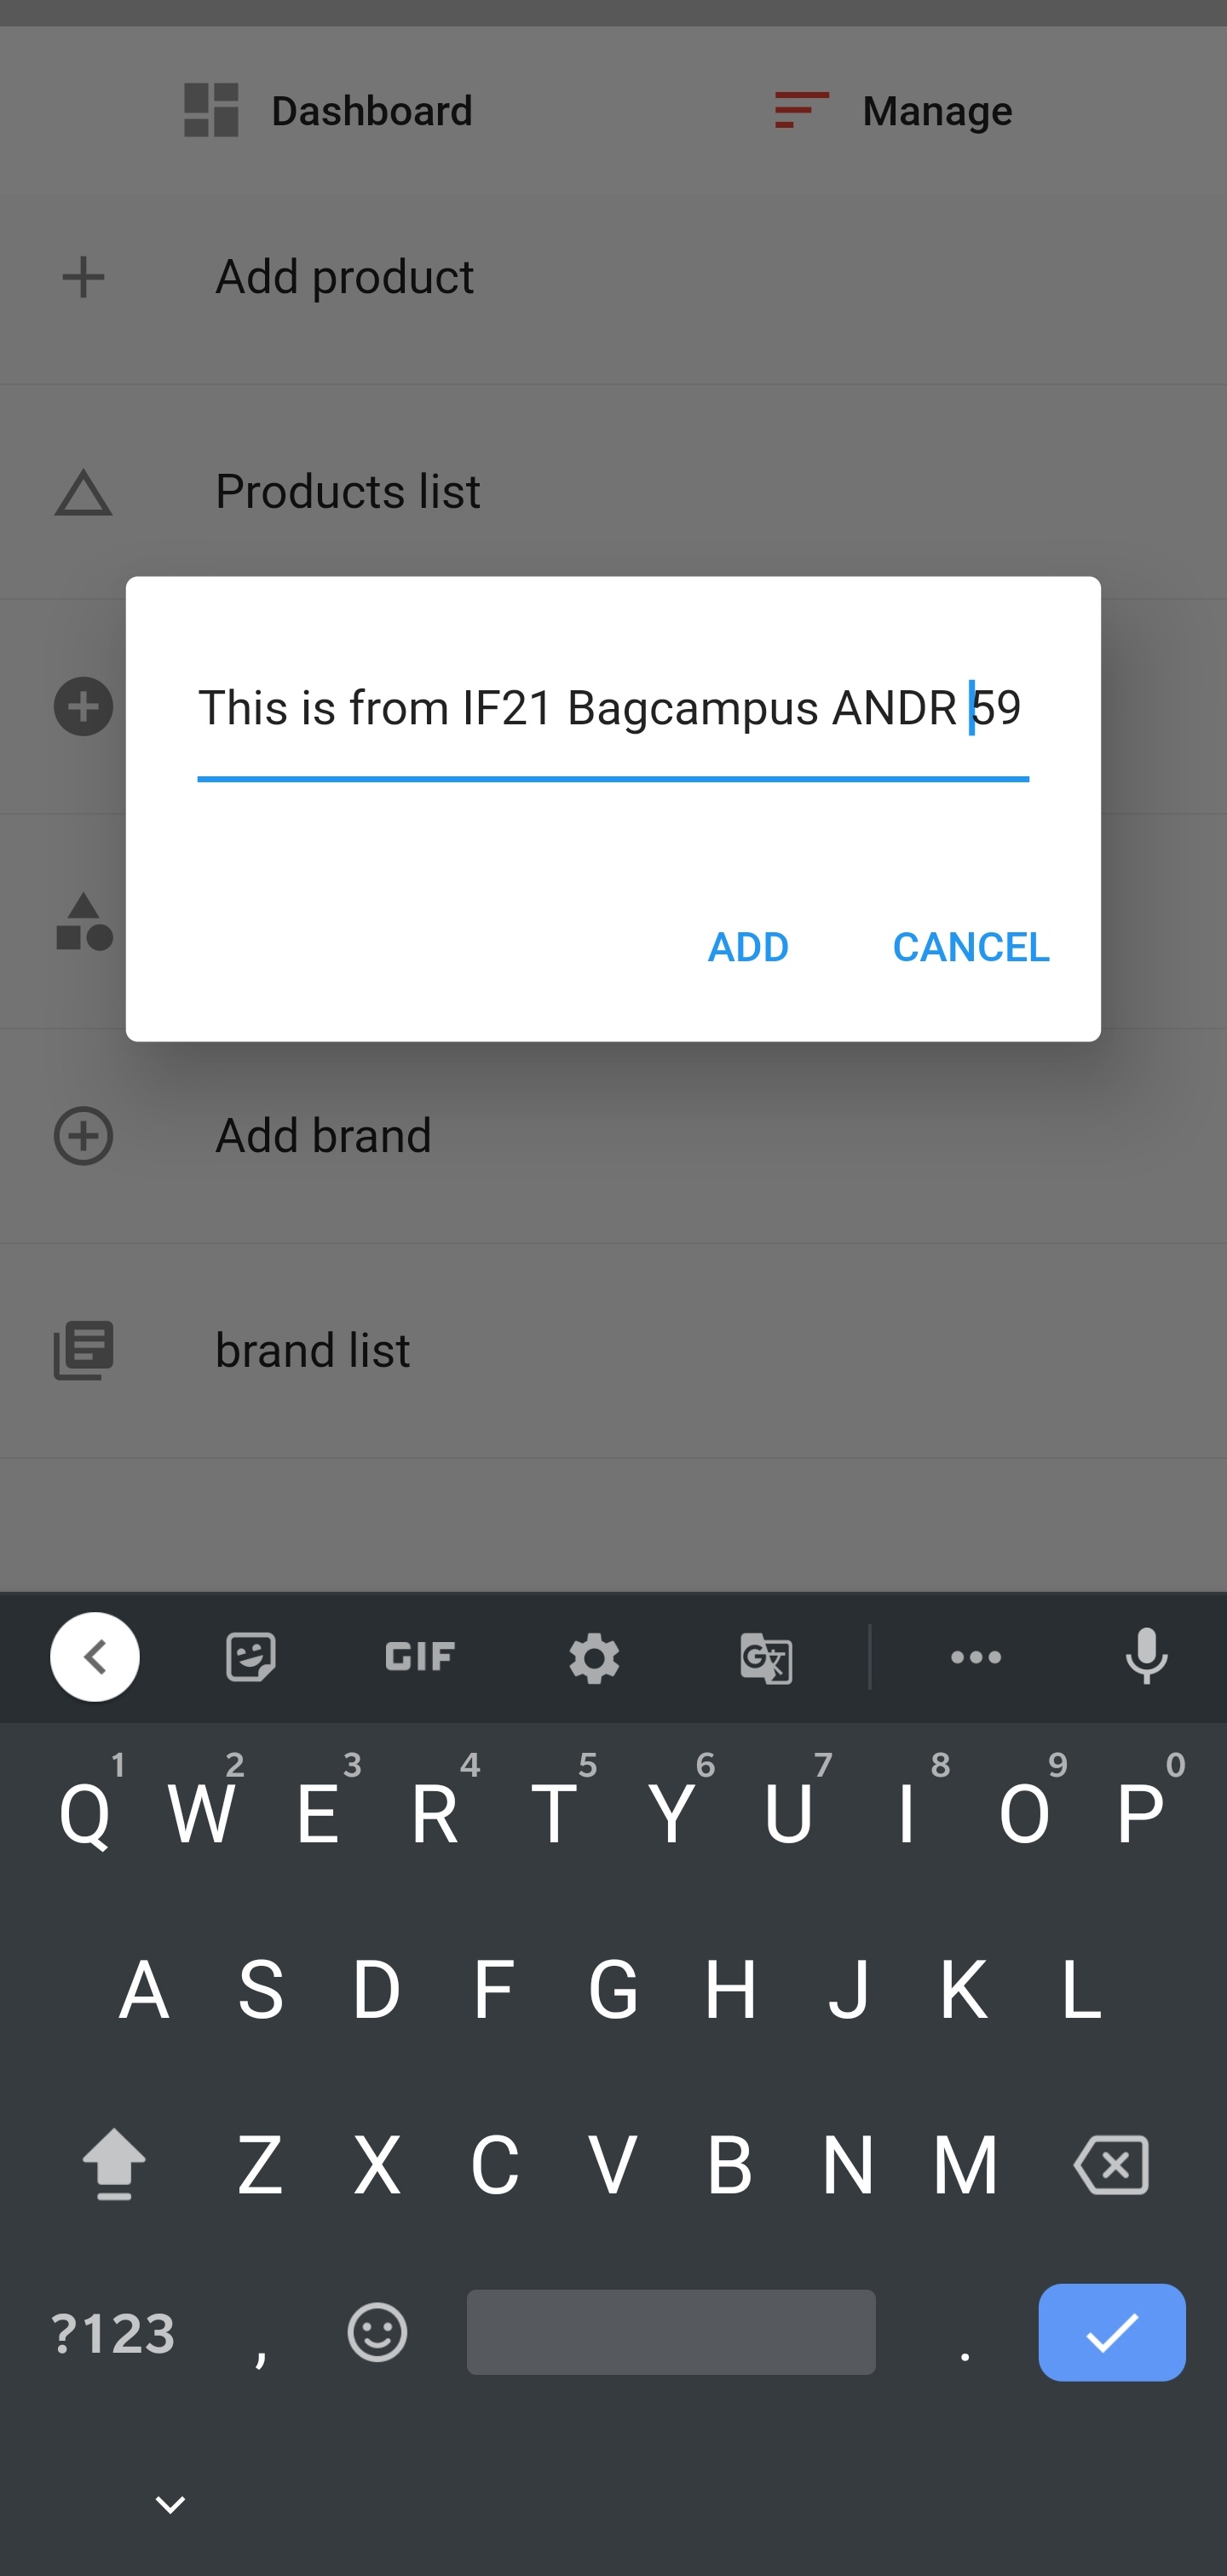 Dashboard Manage
Add product
Products list
This is from IF21 Bagcampus ANDR 59
ADD CANCEL
Add brand
brand list
GIF
1 2 3 4 5 6 7 8 9 0
Q W E R T Y U I O P
A S D F G H J K L
Z X C V B N M
?123 , .